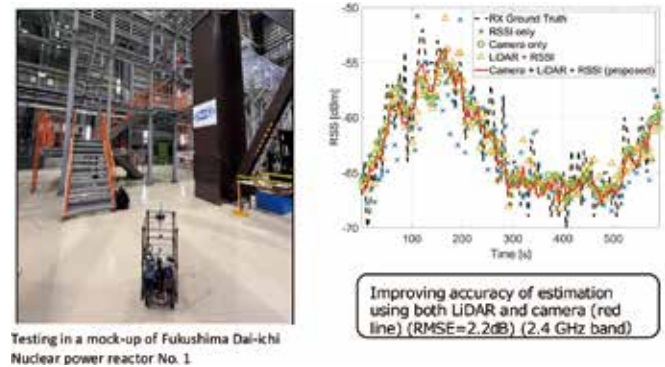 Testing in a mock-up of Fukushima Dai-ichi
Nuclear power reactor No. 1
-50
-55
-60
-65
-70
RSS [dBm]
RX Ground Truth
RSSI only
Camera only
LiDAR + RSSI
Camera + LiDAR + RSSI (proposed)
100 200 300 400 500
Time [s]
Improving accuracy of estimation
using both LiDAR and camera (red
line) (RMSE=2.2dB) (2.4 GHz band)